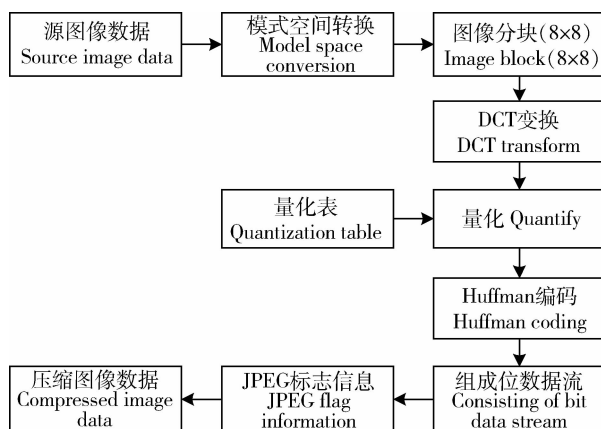 源图像数据
Source image data
模式空间转换
Model space
conversion
图像分块(8×8)
Image block(8×8)
DCT变换
DCT transform
量化表
Quantization table
量化 Quantify
Huffman编码
Huffman coding
压缩图像数据
Compressed image
data
JPEG标志信息
JPEG flag
information
组成位数据流
Consisting of bit
data stream